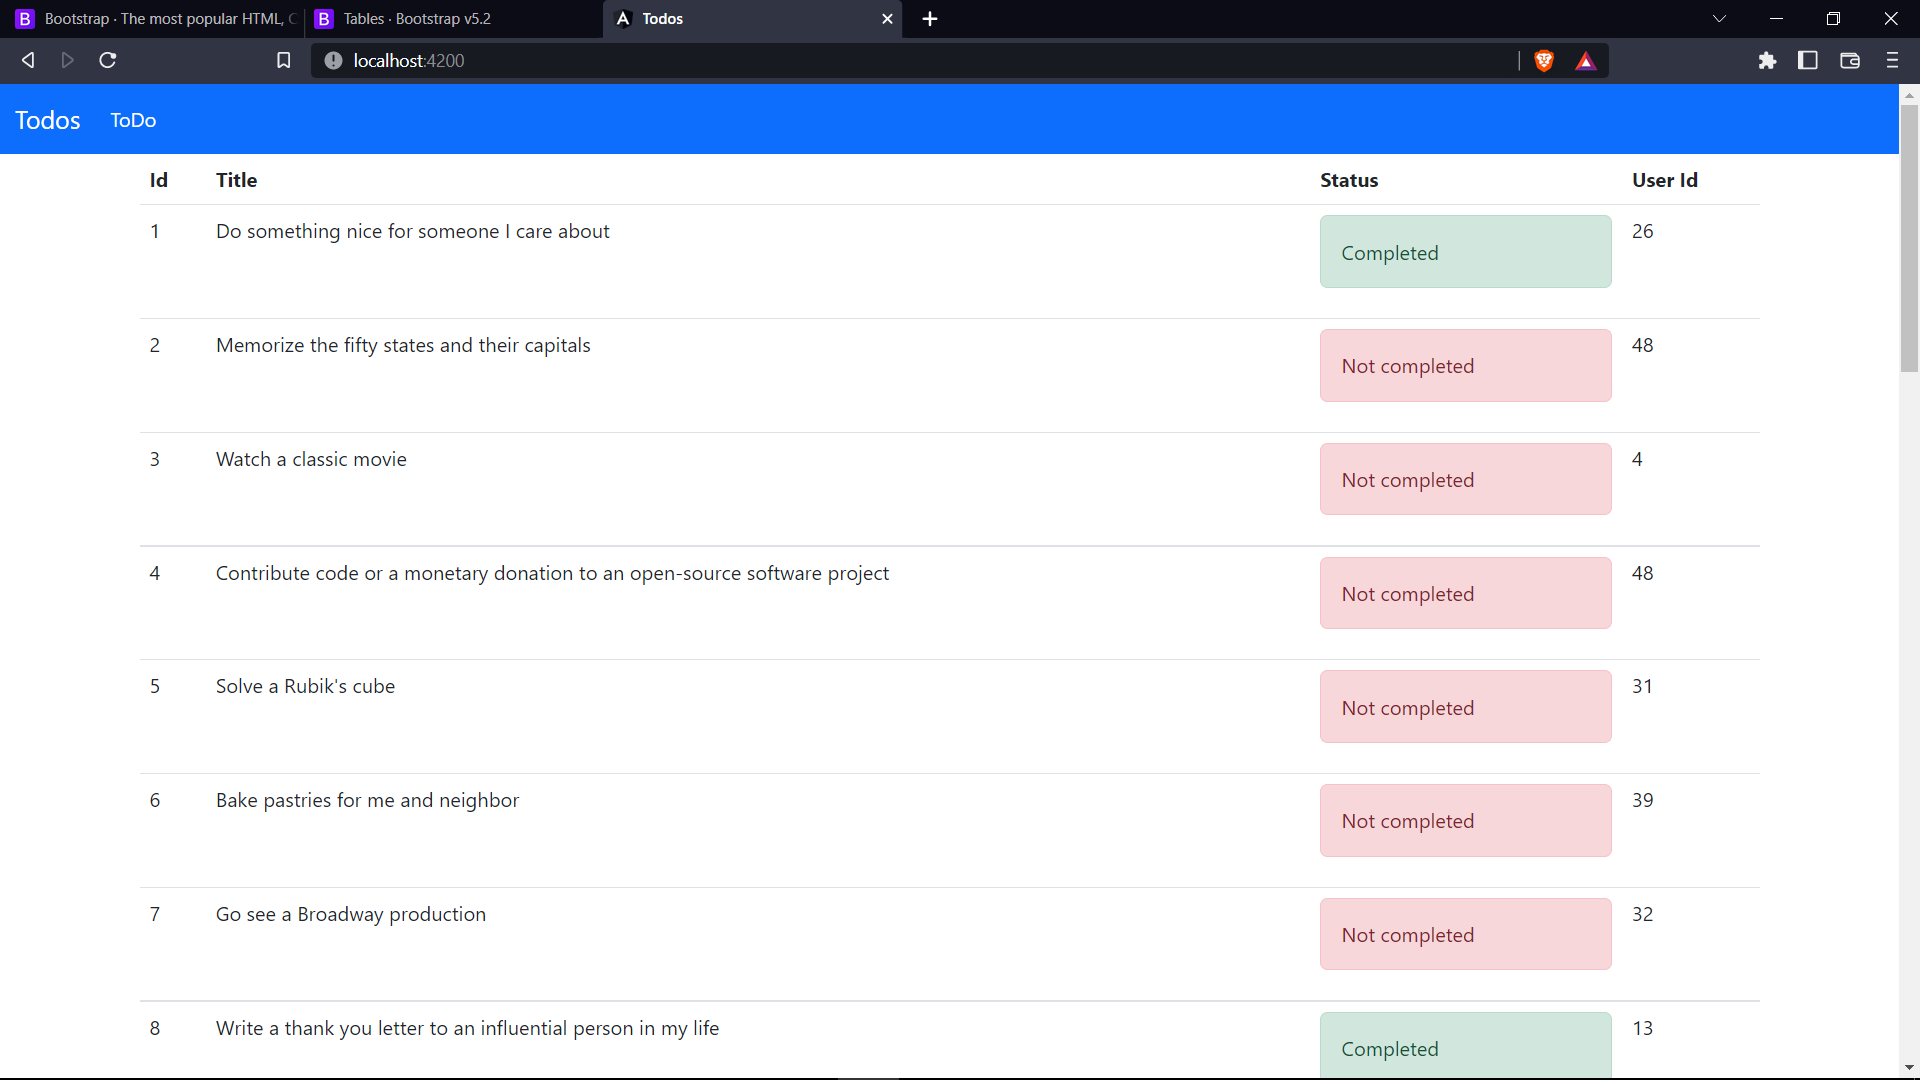 Bootstrap · The most popular HTML, C
Tables · Bootstrap v5.2
Todos
localhost:4200
Todos ToDo
Id Title Status User Id
1 Do something nice for someone I care about Completed 26
2 Memorize the fifty states and their capitals Not completed 48
3 Watch a classic movie Not completed 4
4 Contribute code or a monetary donation to an open-source software project Not completed 48
5 Solve a Rubik's cube Not completed 31
6 Bake pastries for me and neighbor Not completed 39
7 Go see a Broadway production Not completed 32
8 Write a thank you letter to an influential person in my life Completed 13